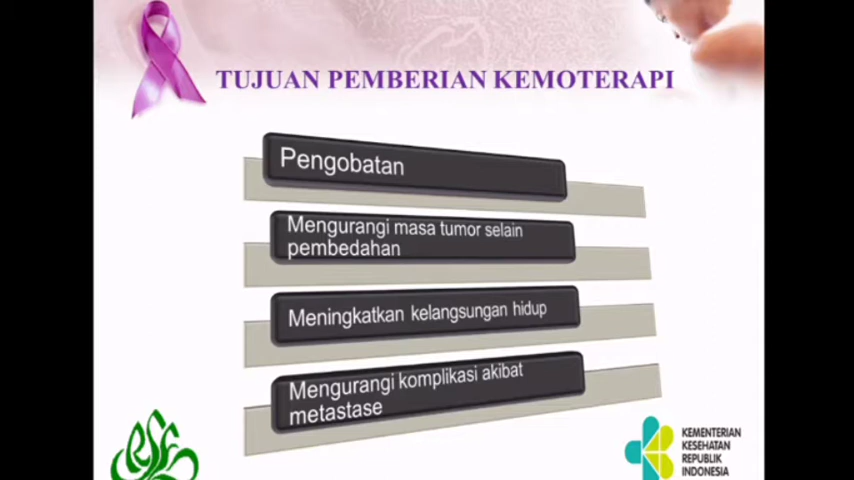 TUJUAN PEMBERIAN KEMOTERAPI
Pengobatan
Mengurangi masa tumor selain
pembedahan
Meningkatkan kelangsungan hidup
Mengurangi komplikasi akibat
metastase
KEMENTERIAN
KESEHATAN
REPUBLIK
INDONESIA